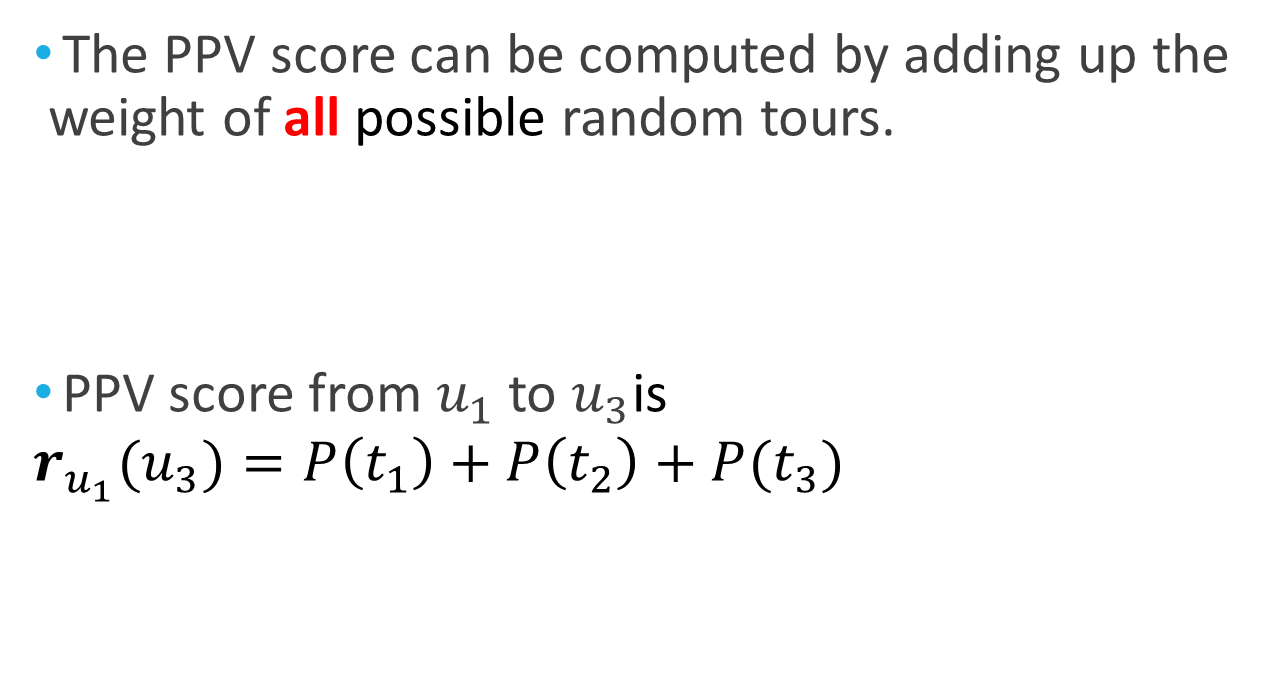 • The PPV score can be computed by adding up the
weight of all possible random tours.
• PPV score from 𝑢₁ to 𝑢₃ is
𝒓𝑢₁(𝑢₃) = 𝑃(𝑡₁) + 𝑃(𝑡₂) + 𝑃(𝑡₃)